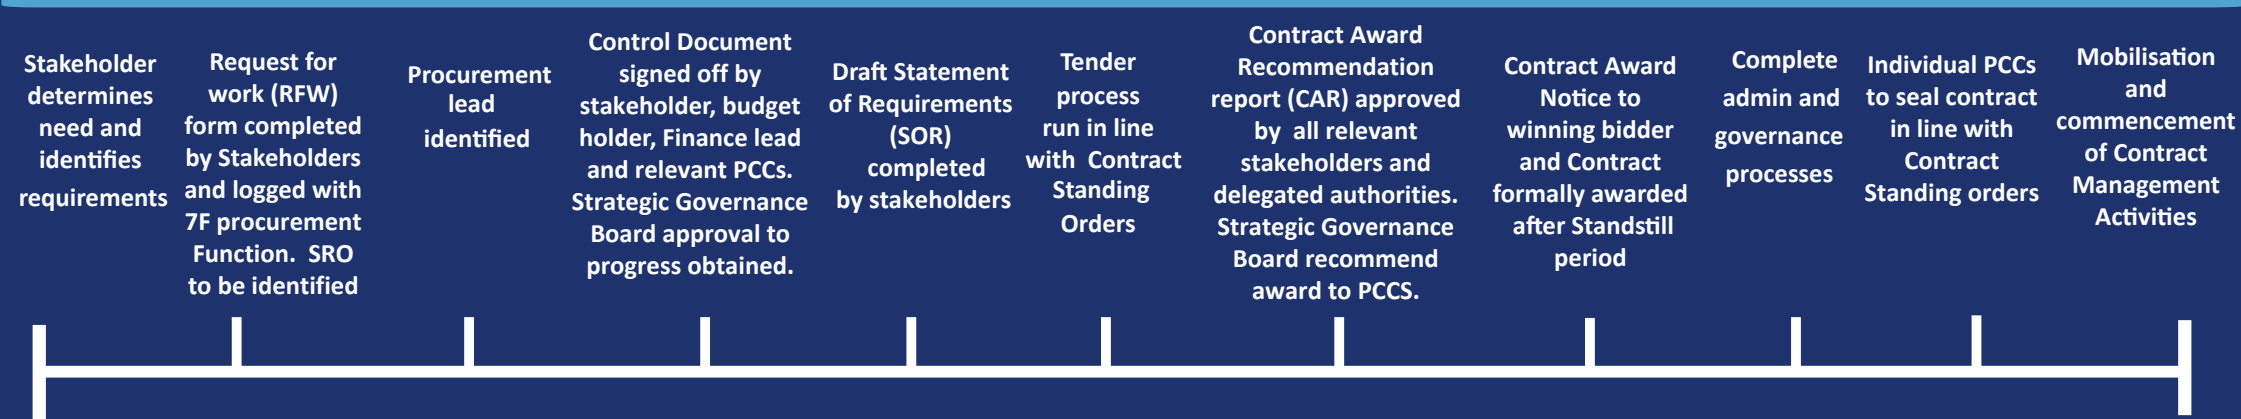 Stakeholder
determines
need and
identifies
requirements
Request for
work (RFW)
form completed
by Stakeholders
and logged with
7F procurement
Function.  SRO
to be identified
Procurement
lead
identified
Control Document
signed off by
stakeholder, budget
holder, Finance lead
and relevant PCCs.
Strategic Governance
Board approval to
progress obtained.
Draft Statement
of Requirements
(SOR)
completed
by stakeholders
Tender
process
run in line
with  Contract
Standing
Orders
Contract Award
Recommendation
report (CAR) approved
by  all relevant
stakeholders and
delegated authorities.
Strategic Governance
Board recommend
award to PCCS.
Contract Award
Notice to
winning bidder
and Contract
formally awarded
after Standstill
period
Complete
admin and
governance
processes
Individual PCCs
to seal contract
in line with
Contract
Standing orders
Mobilisation
and
commencement
of Contract
Management
Activities